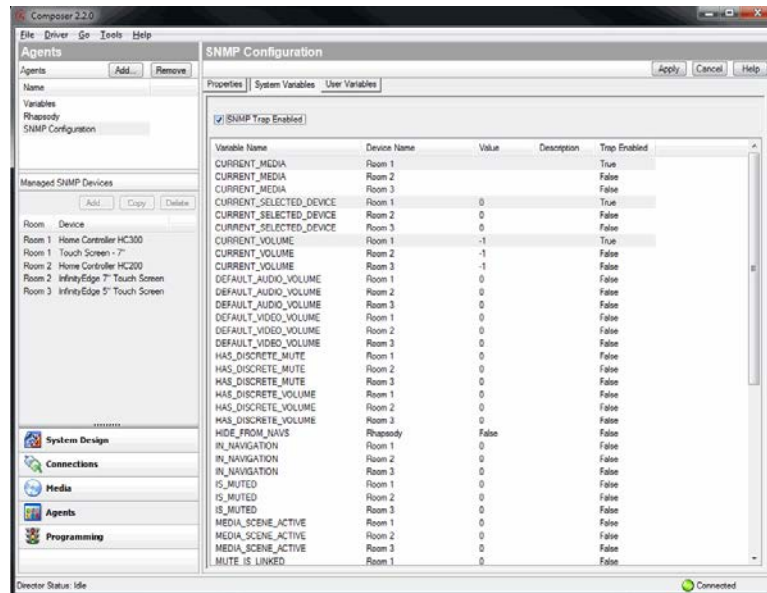 Composer 2.2.0
File Driver Go Tools Help
Agents
Agents Add... Remove
Name
Variables
Rhapsody
SNMP Configuration
Managed SNMP Devices
Add... Copy Delete
Room Device
Room 1 Home Controller HC300
Room 1 Touch Screen - 7"
Room 2 Home Controller HC200
Room 2 InfinityEdge 7" Touch Screen
Room 3 InfinityEdge 5" Touch Screen
System Design
Connections
Media
Agents
Programming
SNMP Configuration
Apply Cancel Help
Properties System Variables User Variables
SNMP Trap Enabled
Variable Name Device Name Value Description Trap Enabled
CURRENT_MEDIA Room 1 True
CURRENT_MEDIA Room 2 False
CURRENT_MEDIA Room 3 False
CURRENT_SELECTED_DEVICE Room 1 0 True
CURRENT_SELECTED_DEVICE Room 2 0 False
CURRENT_SELECTED_DEVICE Room 3 0 False
CURRENT_VOLUME Room 1 -1 True
CURRENT_VOLUME Room 2 -1 False
CURRENT_VOLUME Room 3 -1 False
DEFAULT_AUDIO_VOLUME Room 1 0 False
DEFAULT_AUDIO_VOLUME Room 2 0 False
DEFAULT_AUDIO_VOLUME Room 3 0 False
DEFAULT_VIDEO_VOLUME Room 1 0 False
DEFAULT_VIDEO_VOLUME Room 2 0 False
DEFAULT_VIDEO_VOLUME Room 3 0 False
HAS_DISCRETE_MUTE Room 1 0 False
HAS_DISCRETE_MUTE Room 2 0 False
HAS_DISCRETE_MUTE Room 3 0 False
HAS_DISCRETE_VOLUME Room 1 0 False
HAS_DISCRETE_VOLUME Room 2 0 False
HAS_DISCRETE_VOLUME Room 3 0 False
HIDE_FROM_NAVS Rhapsody False False
IN_NAVIGATION Room 1 0 False
IN_NAVIGATION Room 2 0 False
IN_NAVIGATION Room 3 0 False
IS_MUTED Room 1 0 False
IS_MUTED Room 2 0 False
IS_MUTED Room 3 0 False
MEDIA_SCENE_ACTIVE Room 1 0 False
MEDIA_SCENE_ACTIVE Room 2 0 False
MEDIA_SCENE_ACTIVE Room 3 0 False
MUTE_IS_LINKED Room 1 0 False
Director Status: Idle
Connected